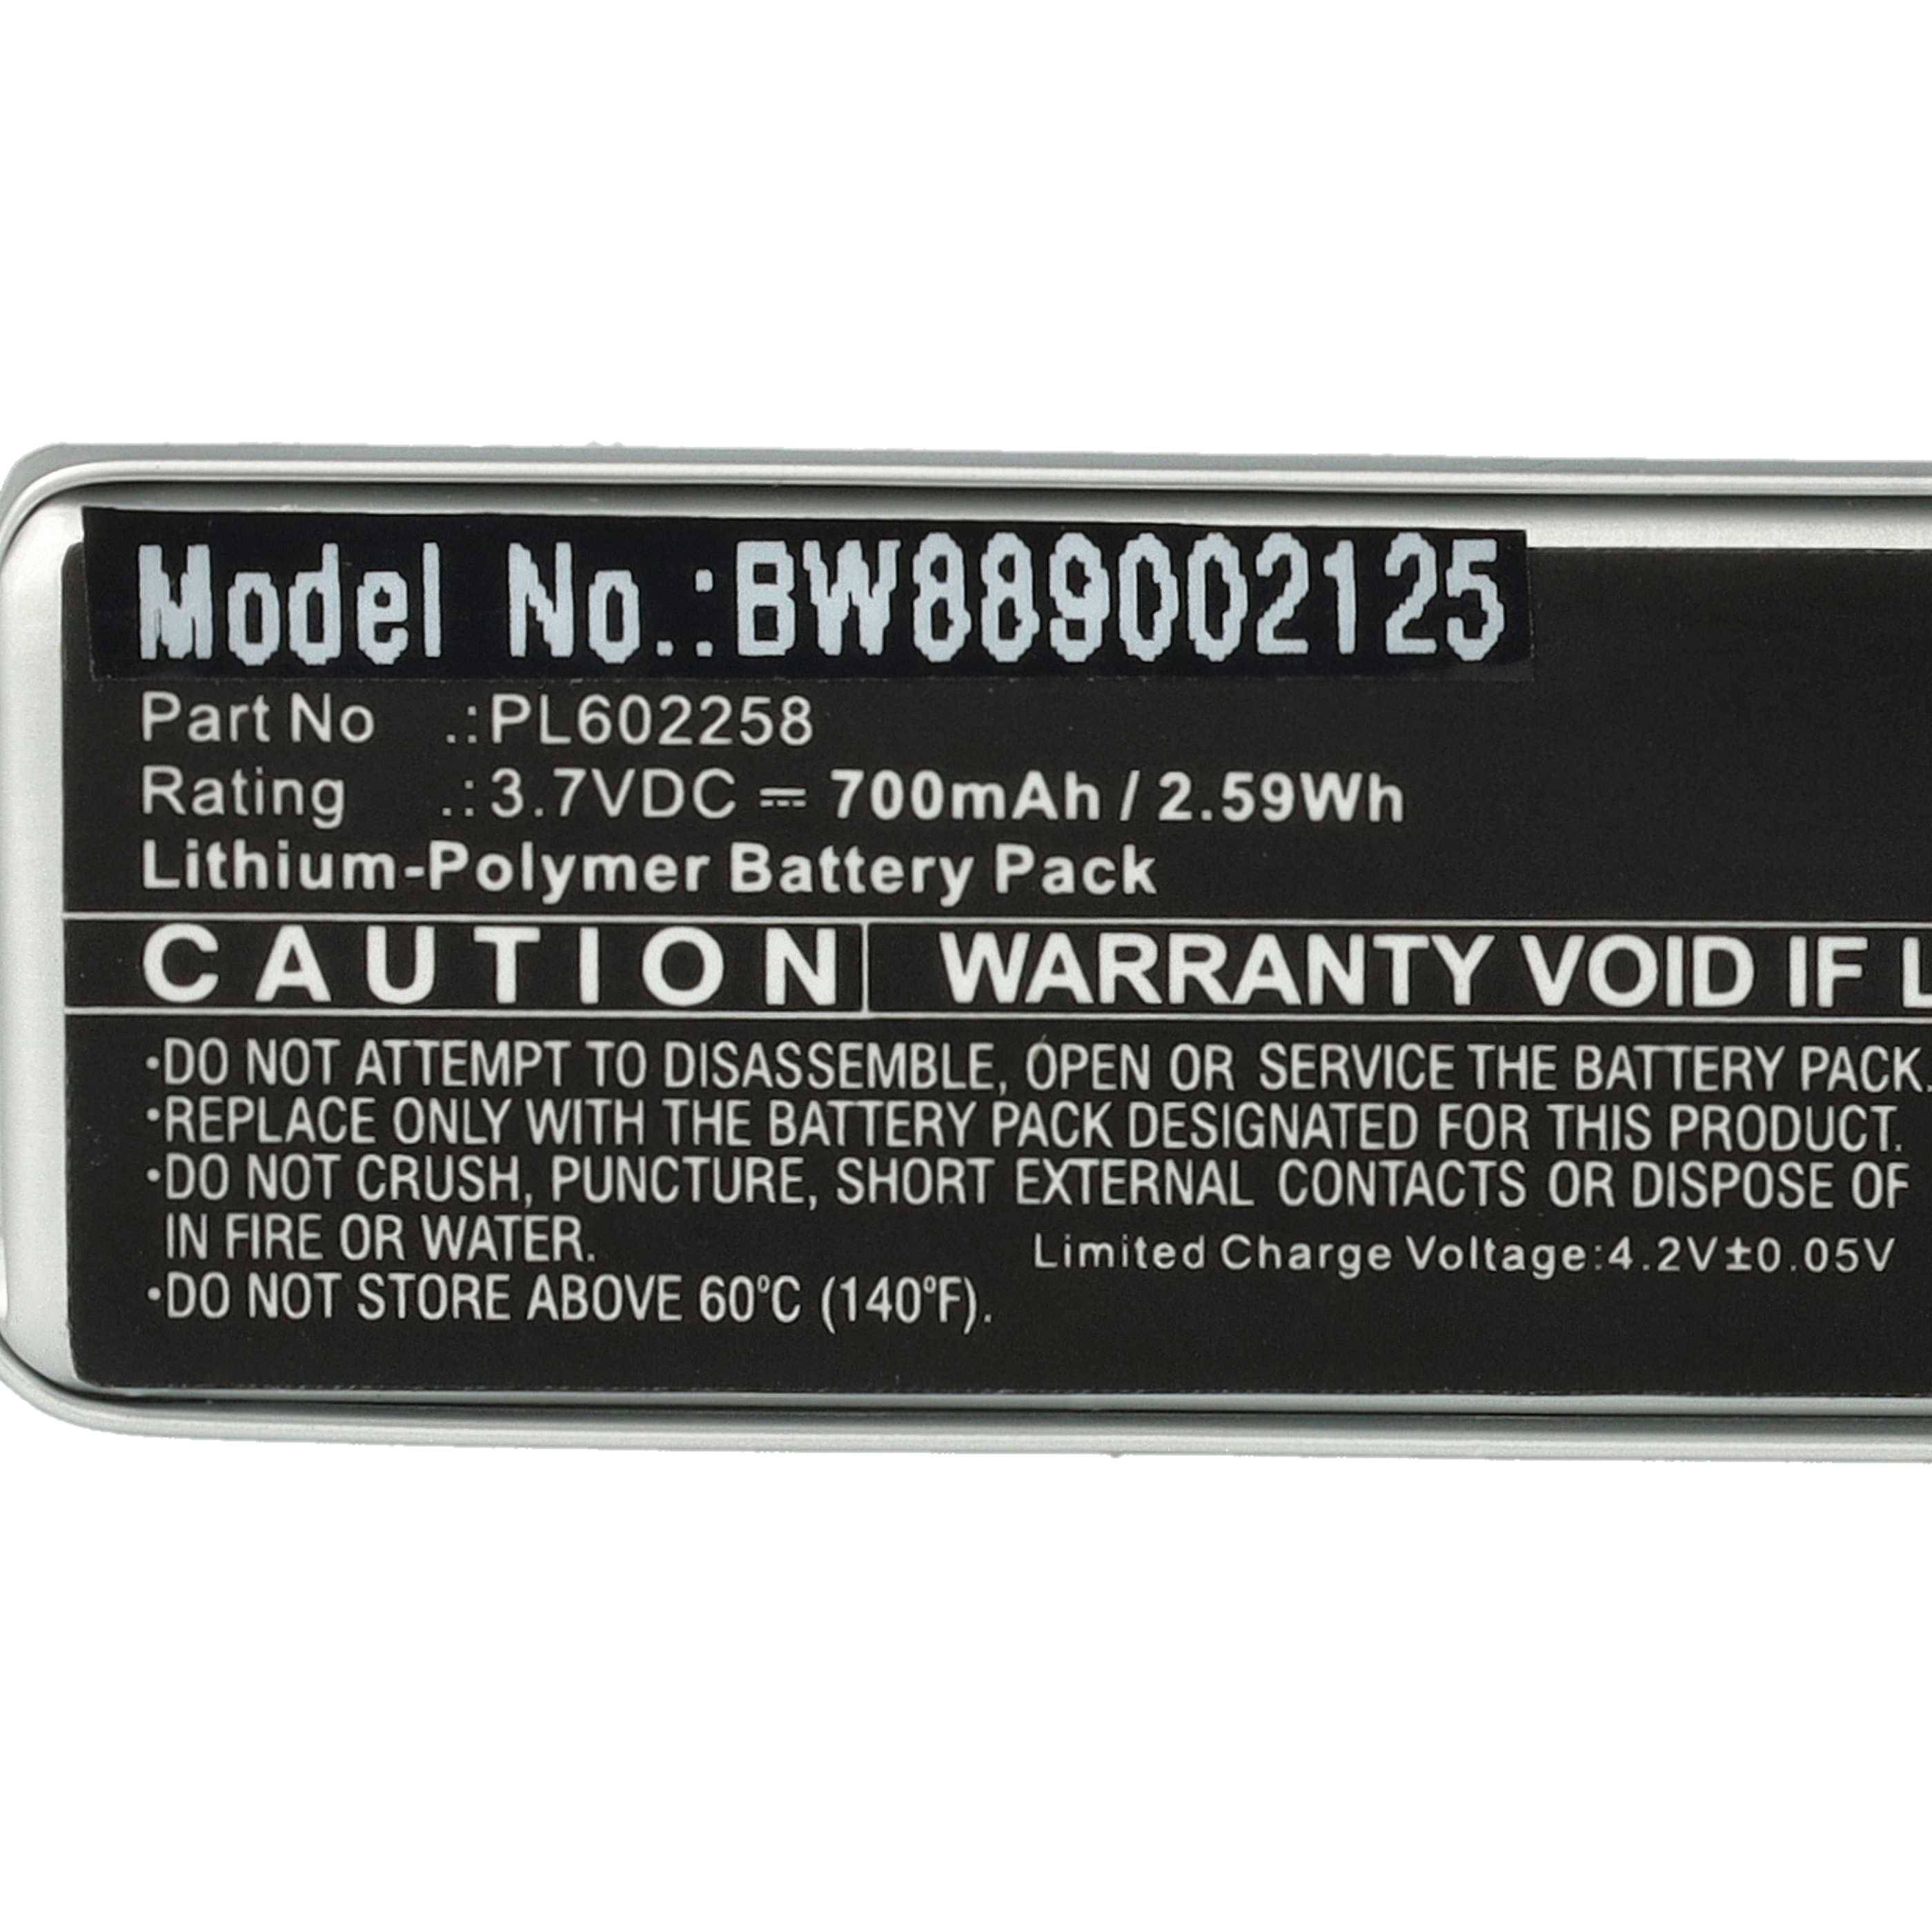 Model No.:BW889002125
Part No .:PL602258
Rating .:3.7VDC ⎓ 700mAh / 2.59Wh
Lithium-Polymer Battery Pack
CAUTION WARRANTY VOID IF L
·DO NOT ATTEMPT TO DISASSEMBLE, OPEN OR SERVICE THE BATTERY PACK.
·REPLACE ONLY WITH THE BATTERY PACK DESIGNATED FOR THIS PRODUCT.
·DO NOT CRUSH, PUNCTURE, SHORT EXTERNAL CONTACTS OR DISPOSE OF
IN FIRE OR WATER.
Limited Charge Voltage:4.2V±0.05V
·DO NOT STORE ABOVE 60ºC (140ºF).